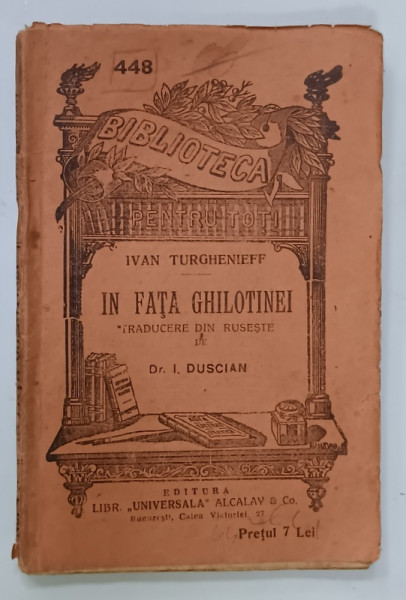 448
BIBLIOTECA
PENTRU TOȚI
IVAN TURGHENIEFF
IN FAȚA GHILOTINEI
TRADUCERE DIN RUSEȘTE
DE
Dr. I. DUSCIAN
EDITURA
LIBR. „UNIVERSALA" ALCALAY & Co.
București, Calea Victoriei 27
Prețul 7 Lei